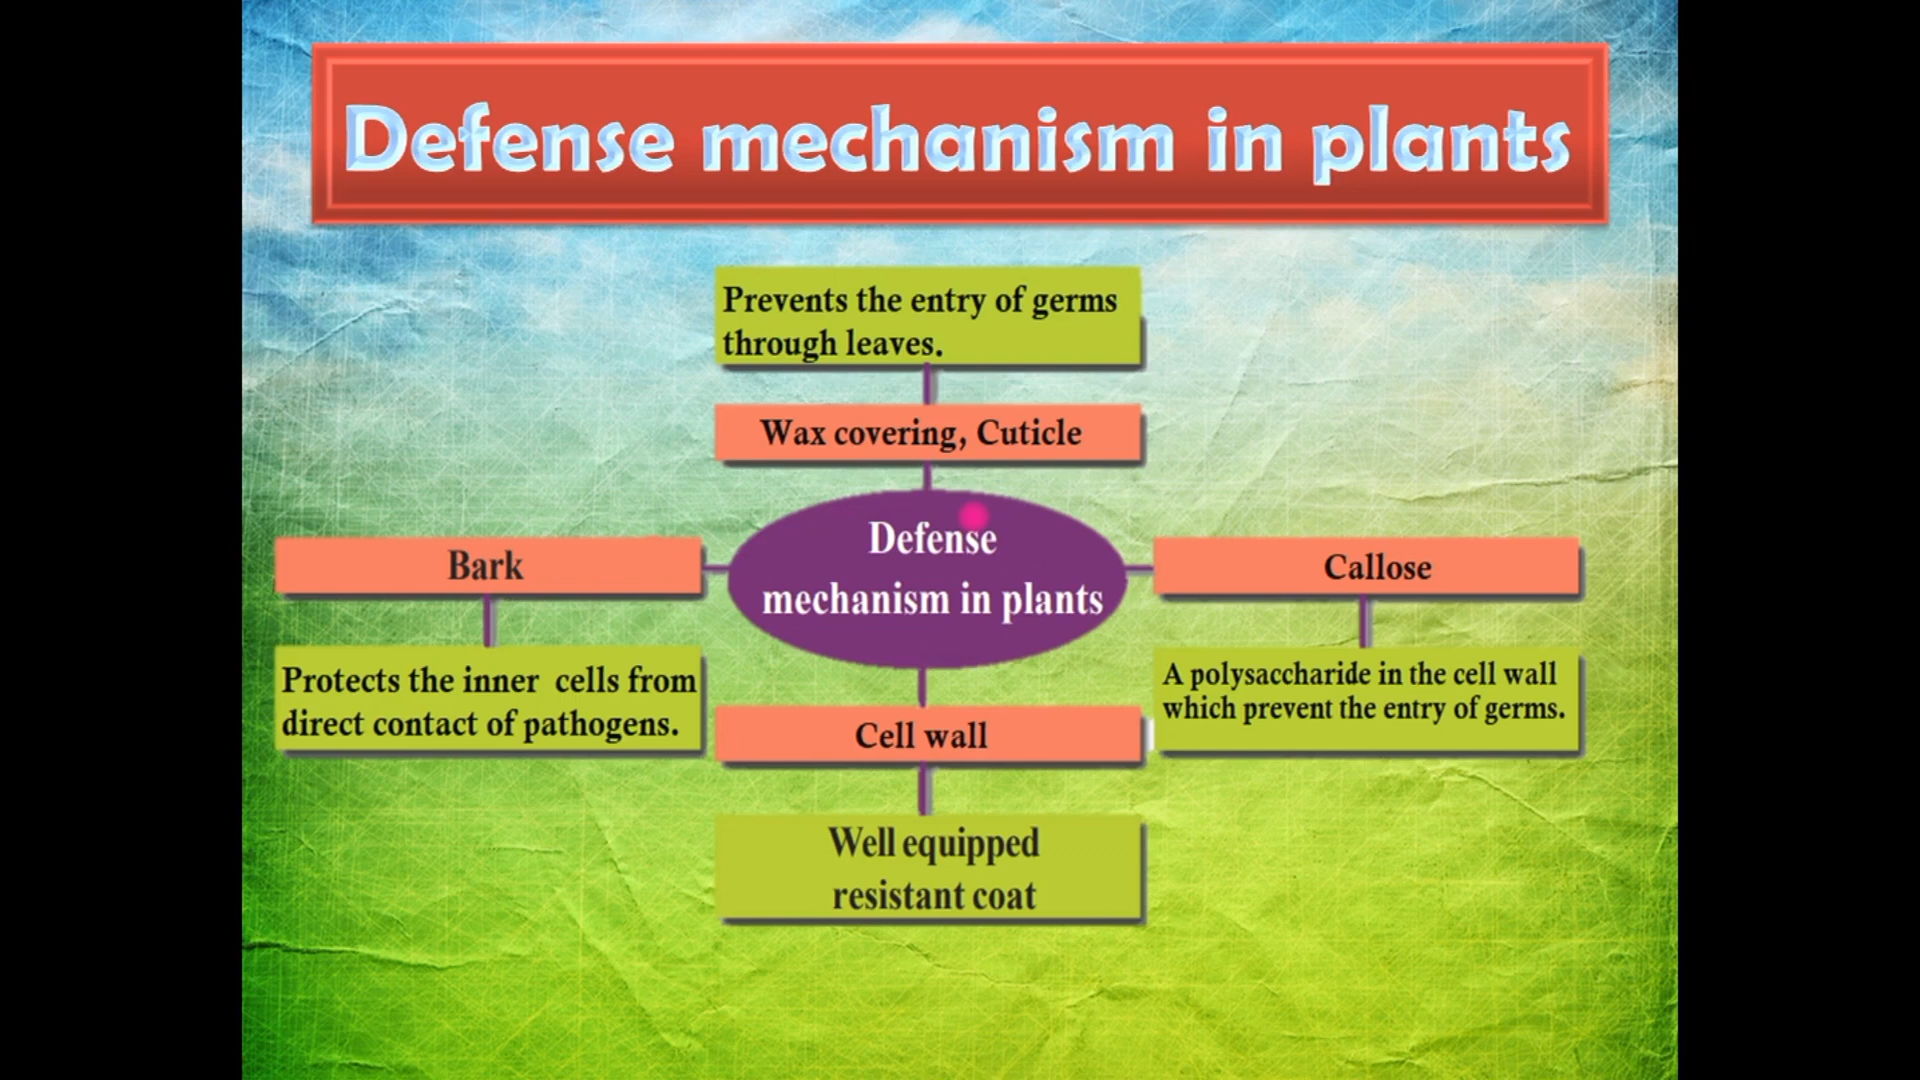 Defense mechanism in plants
Prevents the entry of germs
through leaves.
Wax covering, Cuticle
Defense
mechanism in plants
Bark
Protects the inner cells from
direct contact of pathogens.
Callose
A polysaccharide in the cell wall
which prevent the entry of germs.
Cell wall
Well equipped
resistant coat